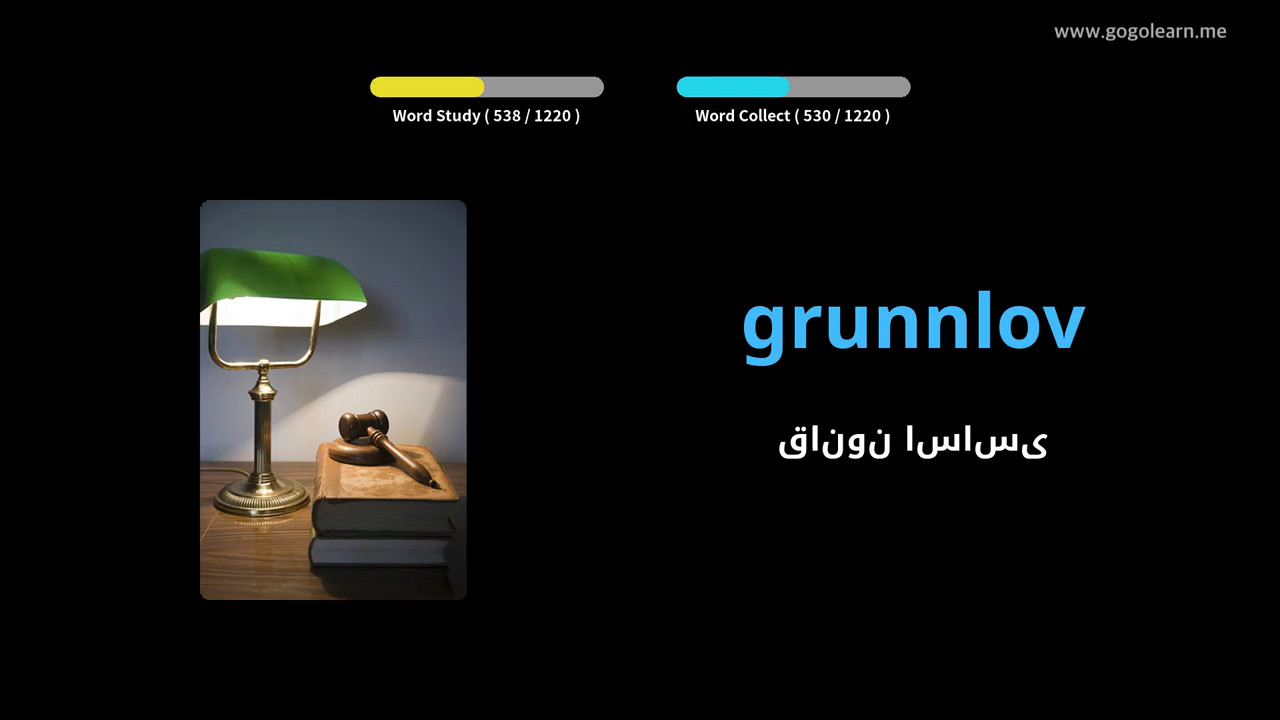 www.gogolearn.me
Word Study ( 538 / 1220 )
Word Collect ( 530 / 1220 )
grunnlov
قانون اساسی